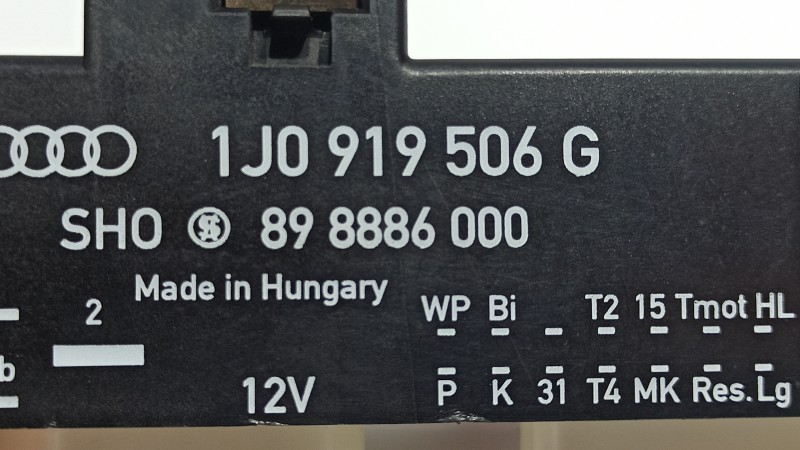 1J0 919 506 G
SHO 89 8886 000
Made in Hungary
2
WP Bi T2 15 Tmot HL
b
12V
P K 31 T4 MK Res. Lg